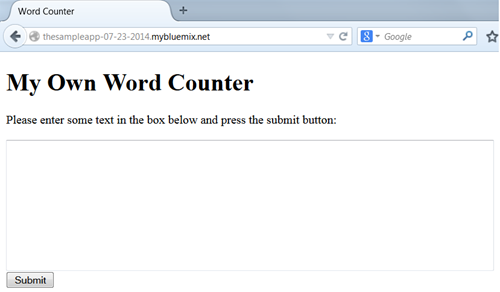 Word Counter
thesampleapp-07-23-2014.mybluemix.net
Google
My Own Word Counter
Please enter some text in the box below and press the submit button:
Submit